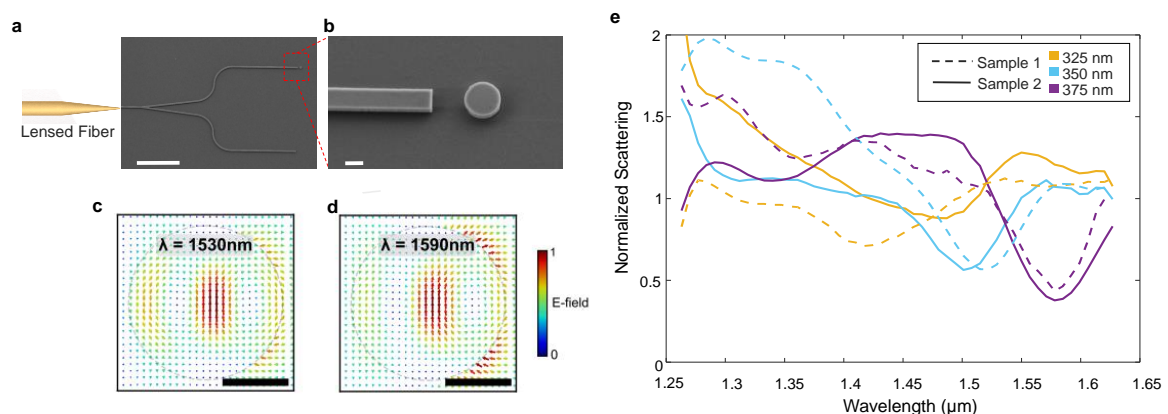 a
b
e
Lensed Fiber
c
d
λ = 1530nm
λ = 1590nm
1
E-field
0
Normalized Scattering
2
1.5
1
0.5
0
Sample 1
Sample 2
325 nm
350 nm
375 nm
1.25 1.3 1.35 1.4 1.45 1.5 1.55 1.6 1.65
Wavelength (µm)